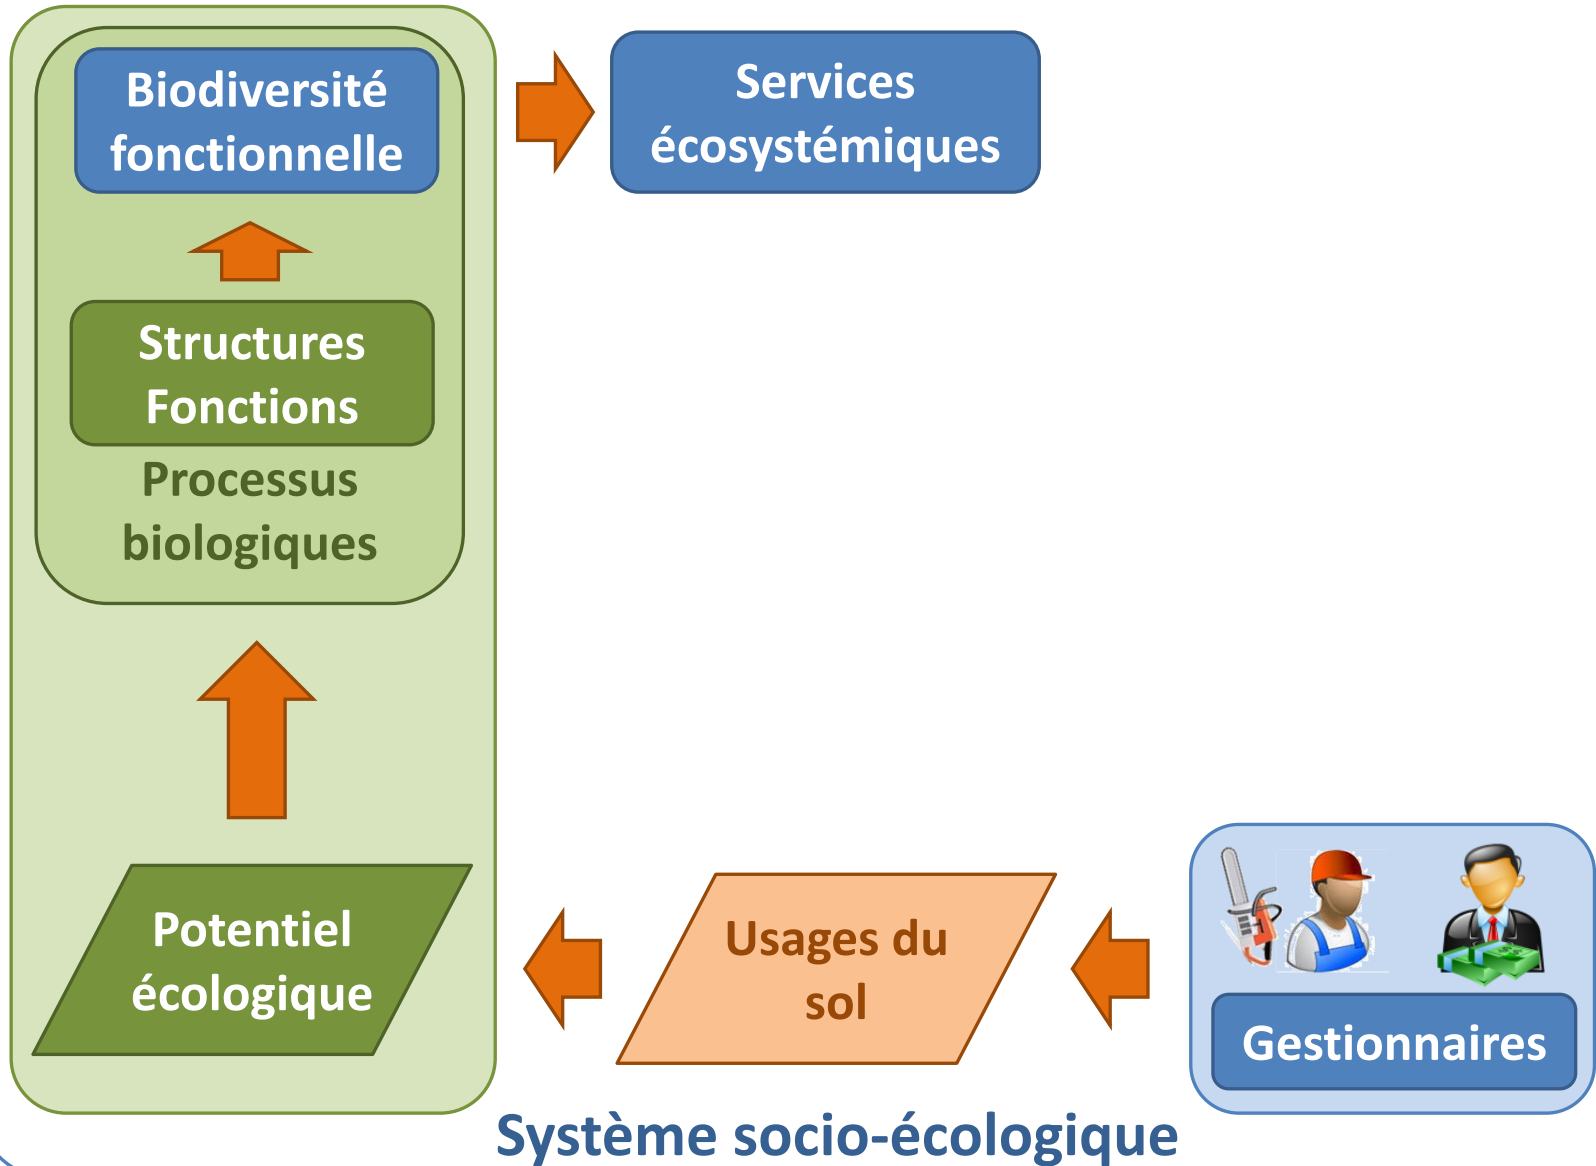 Biodiversité
fonctionnelle
Services
écosystémiques
Structures
Fonctions
Processus
biologiques
Potentiel
écologique
Usages du
sol
Gestionnaires
Système socio-écologique